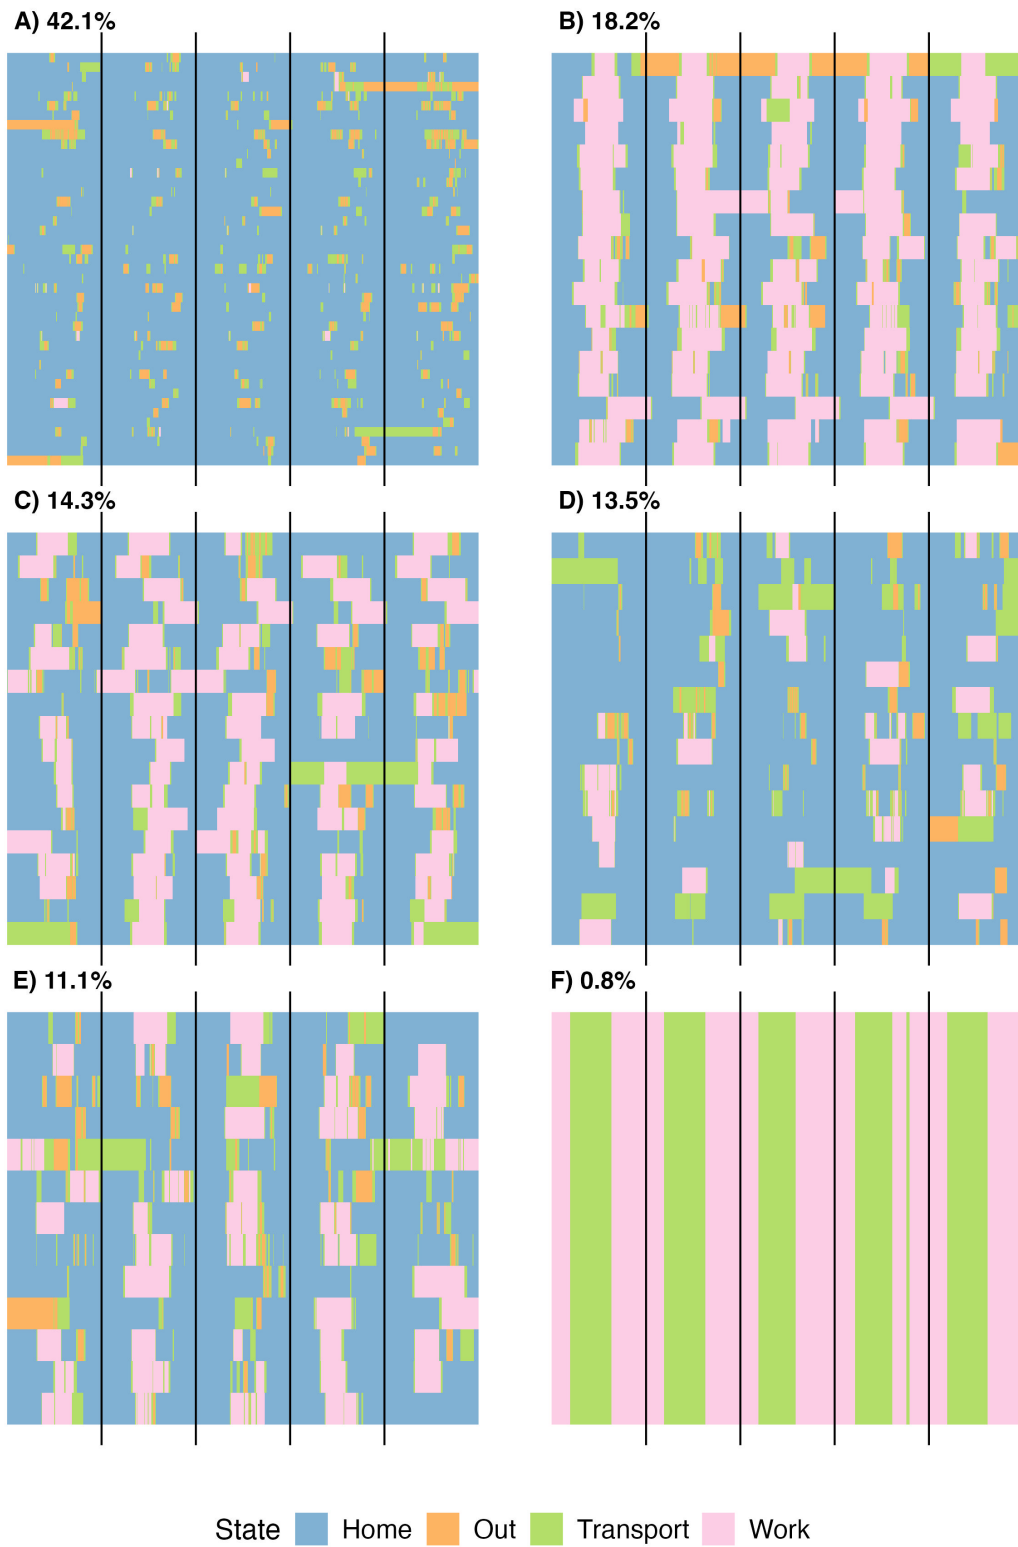 A) 42.1%
B) 18.2%
C) 14.3%
D) 13.5%
E) 11.1%
F) 0.8%
State Home Out Transport Work